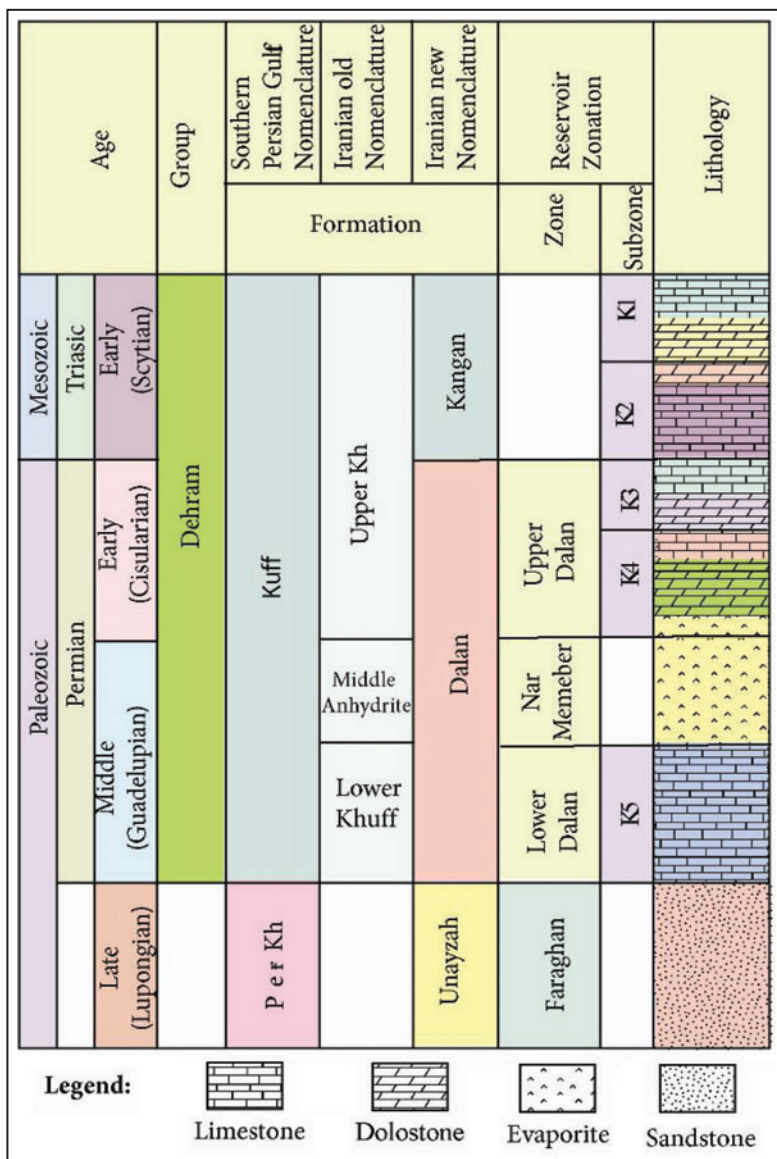 Age
Group
Southern
Persian Gulf
Nomenclature
Iranian old
Nomenclature
Iranian new
Nomenclature
Reservoir
Zonation
Lithology
Formation
Zone
Subzone
Mesozoic
Triasic
Early
(Scytian)
Dehram
Kuff
Upper Kh
Kangan
K1
K2
Paleozoic
Permian
Early
(Cisularian)
Dalan
Upper
Dalan
K3
K4
Middle
(Guadelupian)
Middle
Anhydrite
Nar
Memeber
Lower
Khuff
Lower
Dalan
K5
Late
(Lupongian)
Per Kh
Unayzah
Faraghan
Legend:
Limestone
Dolostone
Evaporite
Sandstone